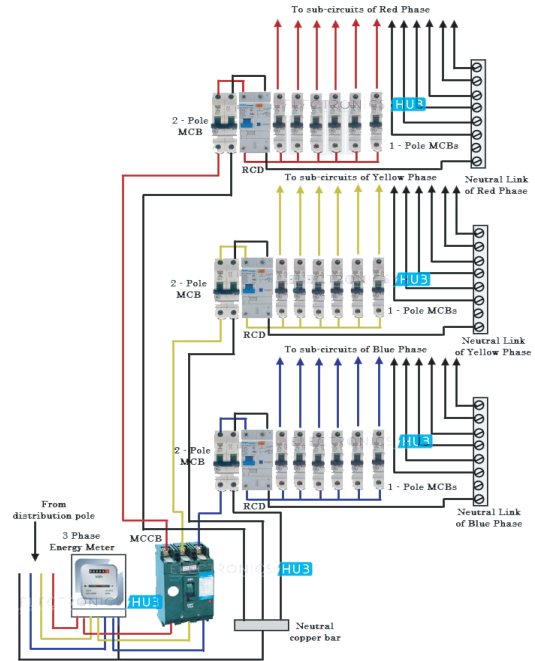 To sub-circuits of Red Phase
ELECTRONICS HUB
2 - Pole
MCB
1 - Pole MCBs
RCD
Neutral Link
of Red Phase
To sub-circuits of Yellow Phase
HUB
2 - Pole
MCB
1 - Pole MCBs
RCD
Neutral Link
of Yellow Phase
To sub-circuits of Blue Phase
ELECTRONICS HUB
2 - Pole
MCB
1 - Pole MCBs
RCD
Neutral Link
of Blue Phase
From
distribution pole
3 Phase
Energy Meter
MCCB
HUB
ELECTRONICS HUB
Neutral
copper bar